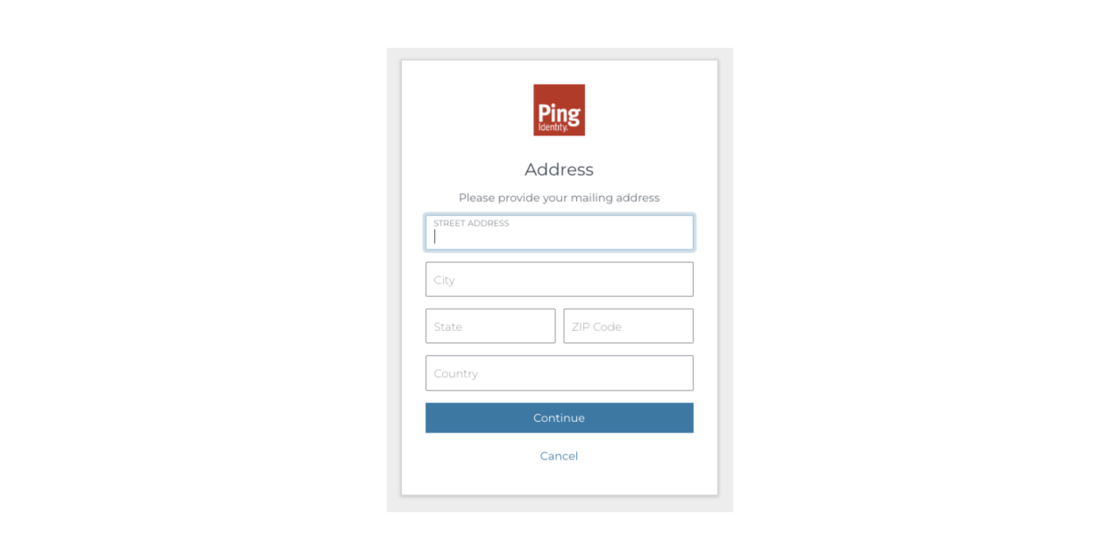 Ping
Identity.
Address
Please provide your mailing address
STREET ADDRESS
City
State ZIP Code
Country
Continue
Cancel